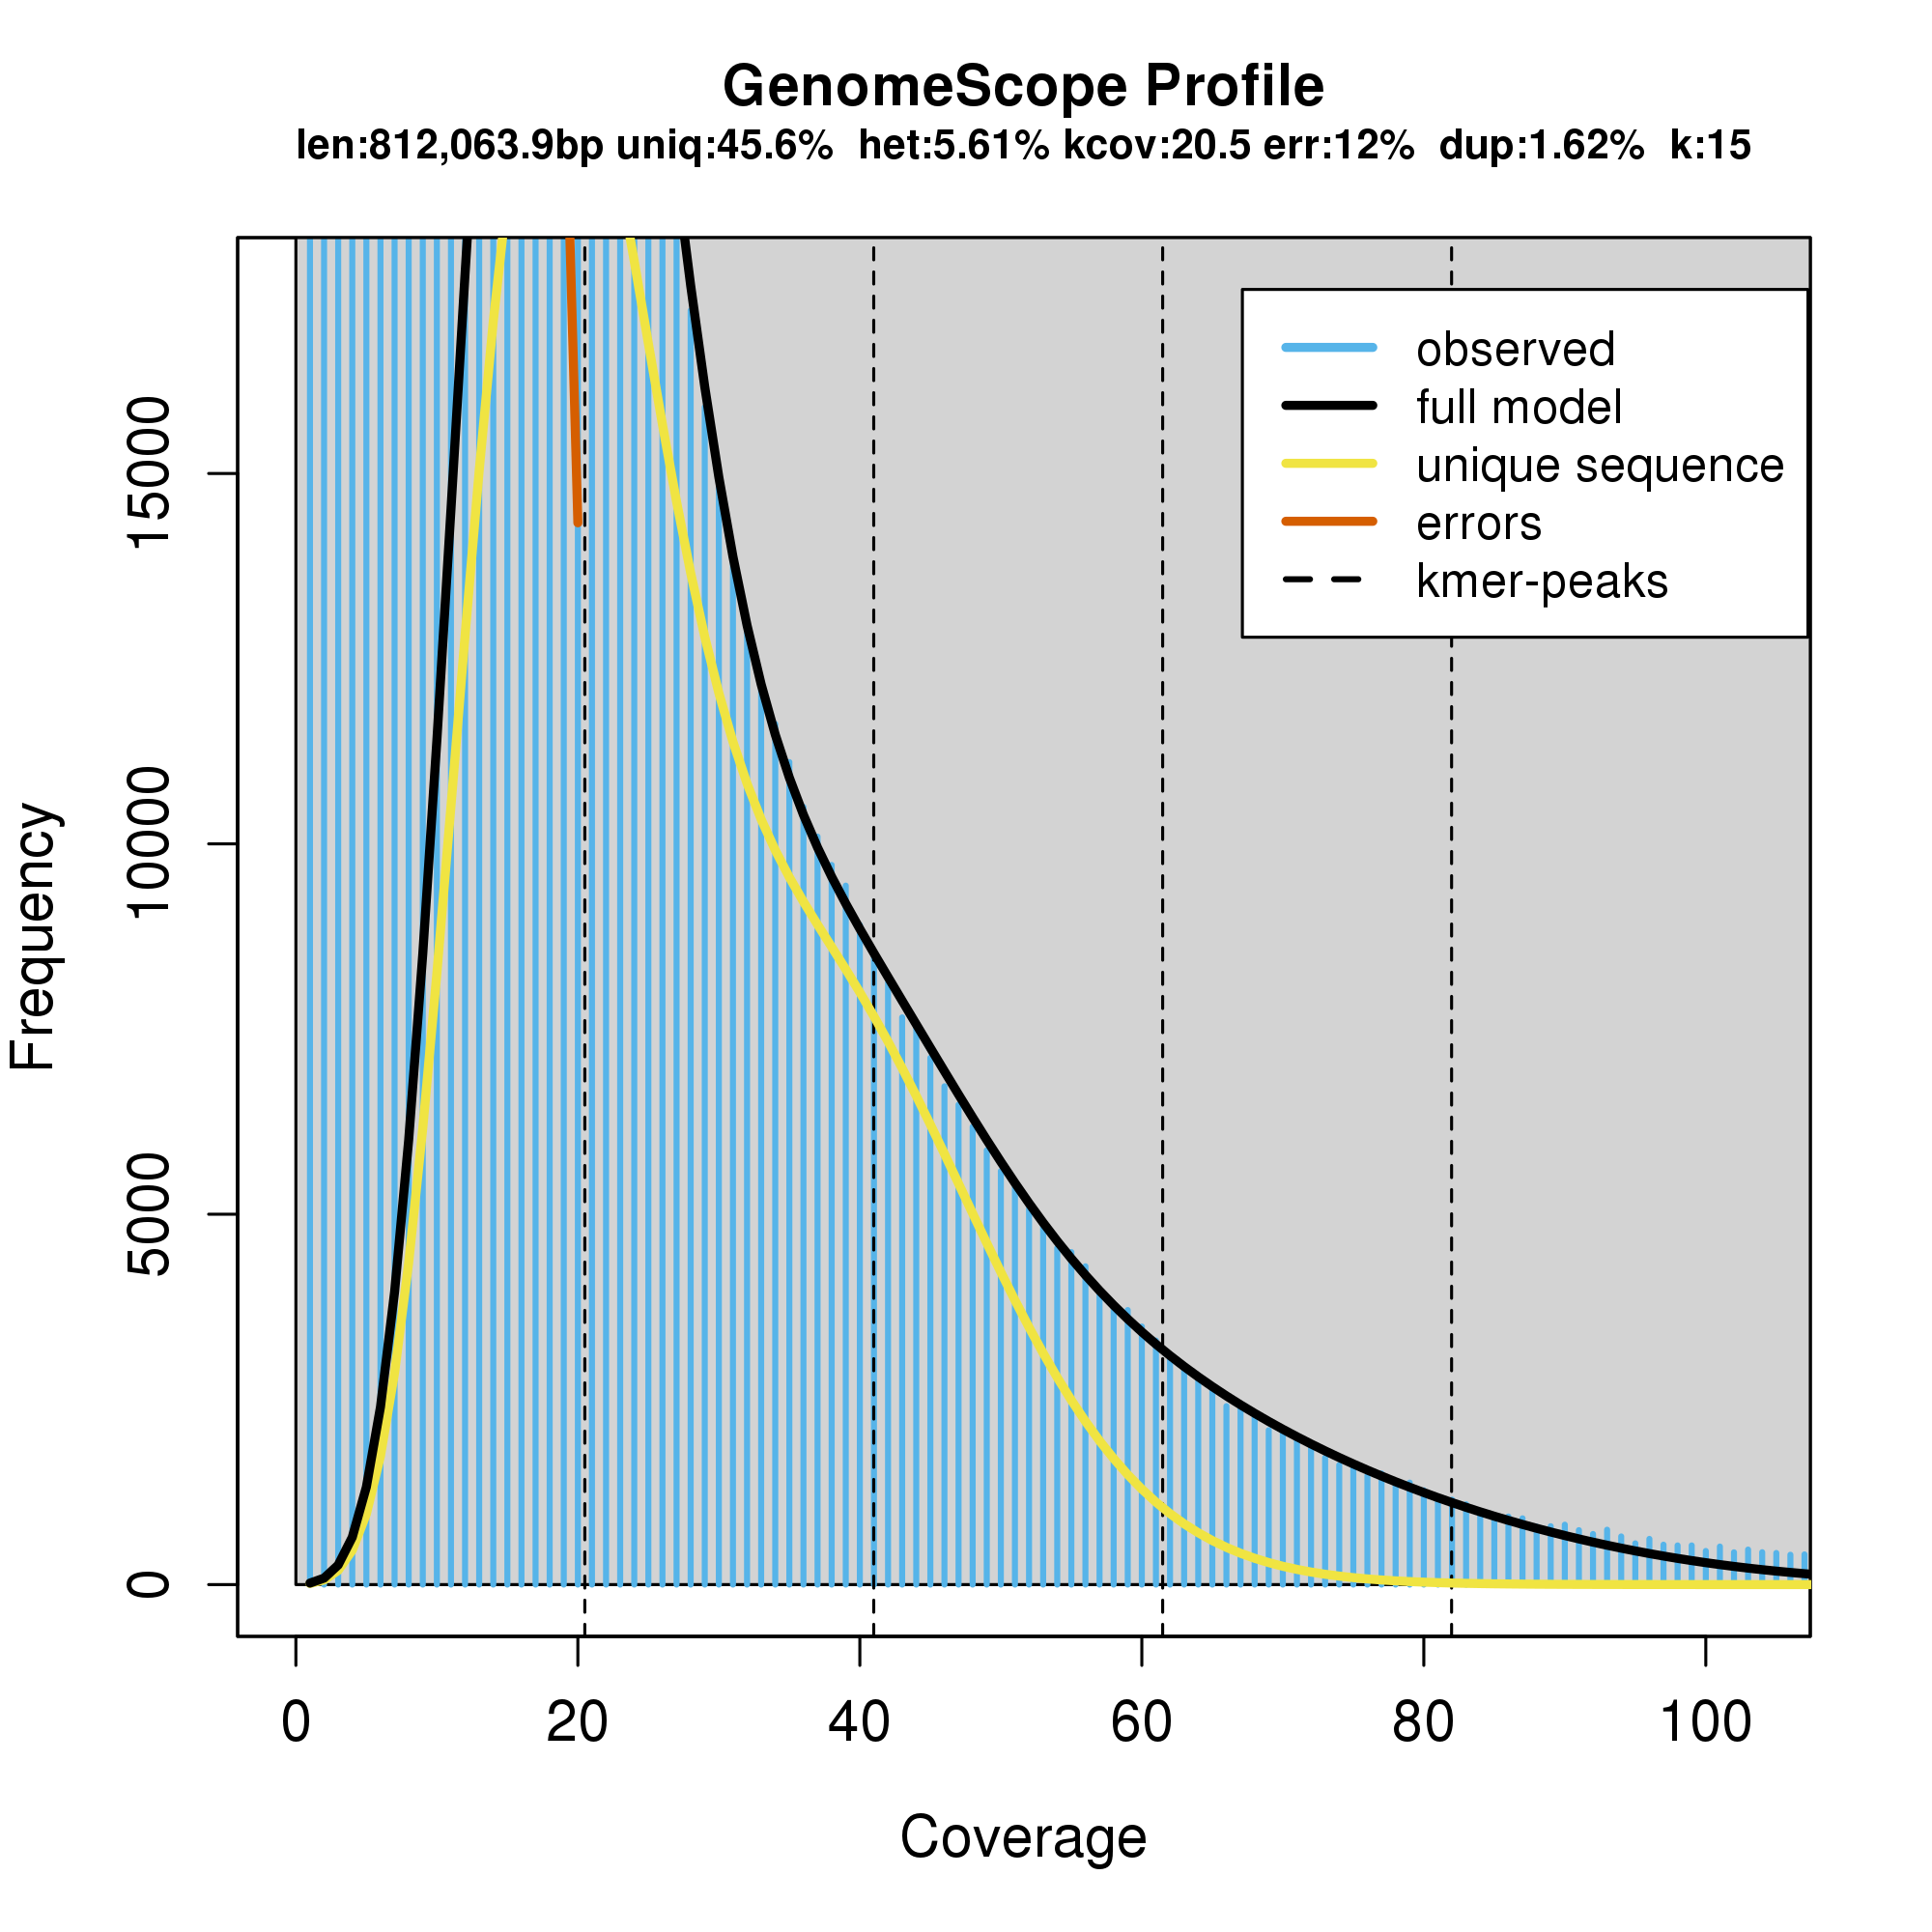 GenomeScope Profile
len:812,063.9bp uniq:45.6% het:5.61% kcov:20.5 err:12% dup:1.62% k:15
observed
full model
unique sequence
errors
kmer-peaks
15000
10000
5000
0
Frequency
0 20 40 60 80 100
Coverage